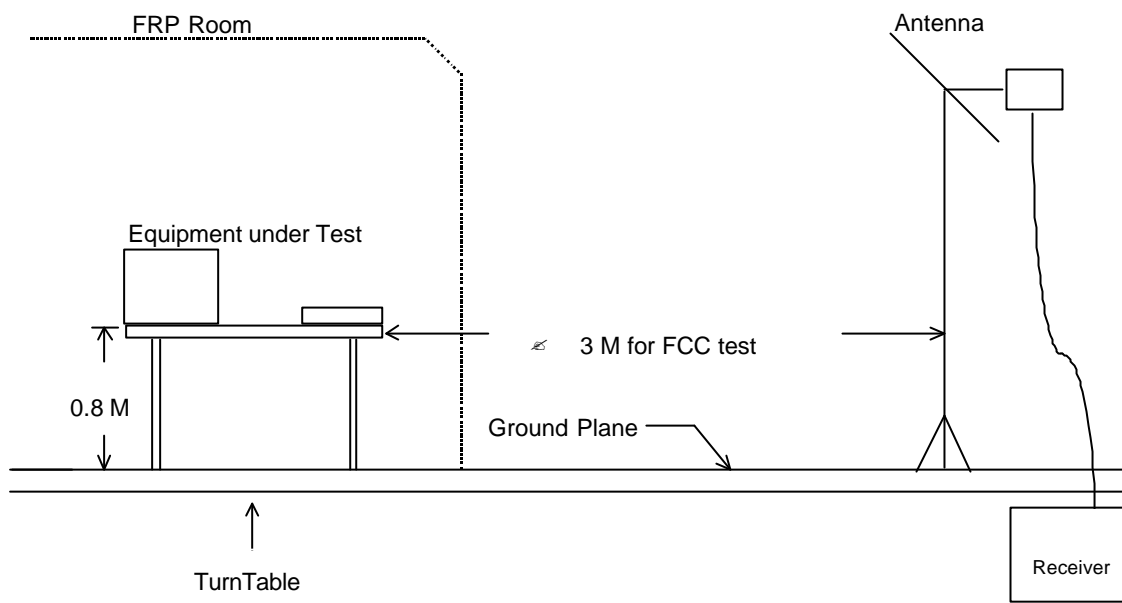 FRP Room
Antenna
Equipment under Test
3 M for FCC test
0.8 M
Ground Plane
Receiver
TurnTable